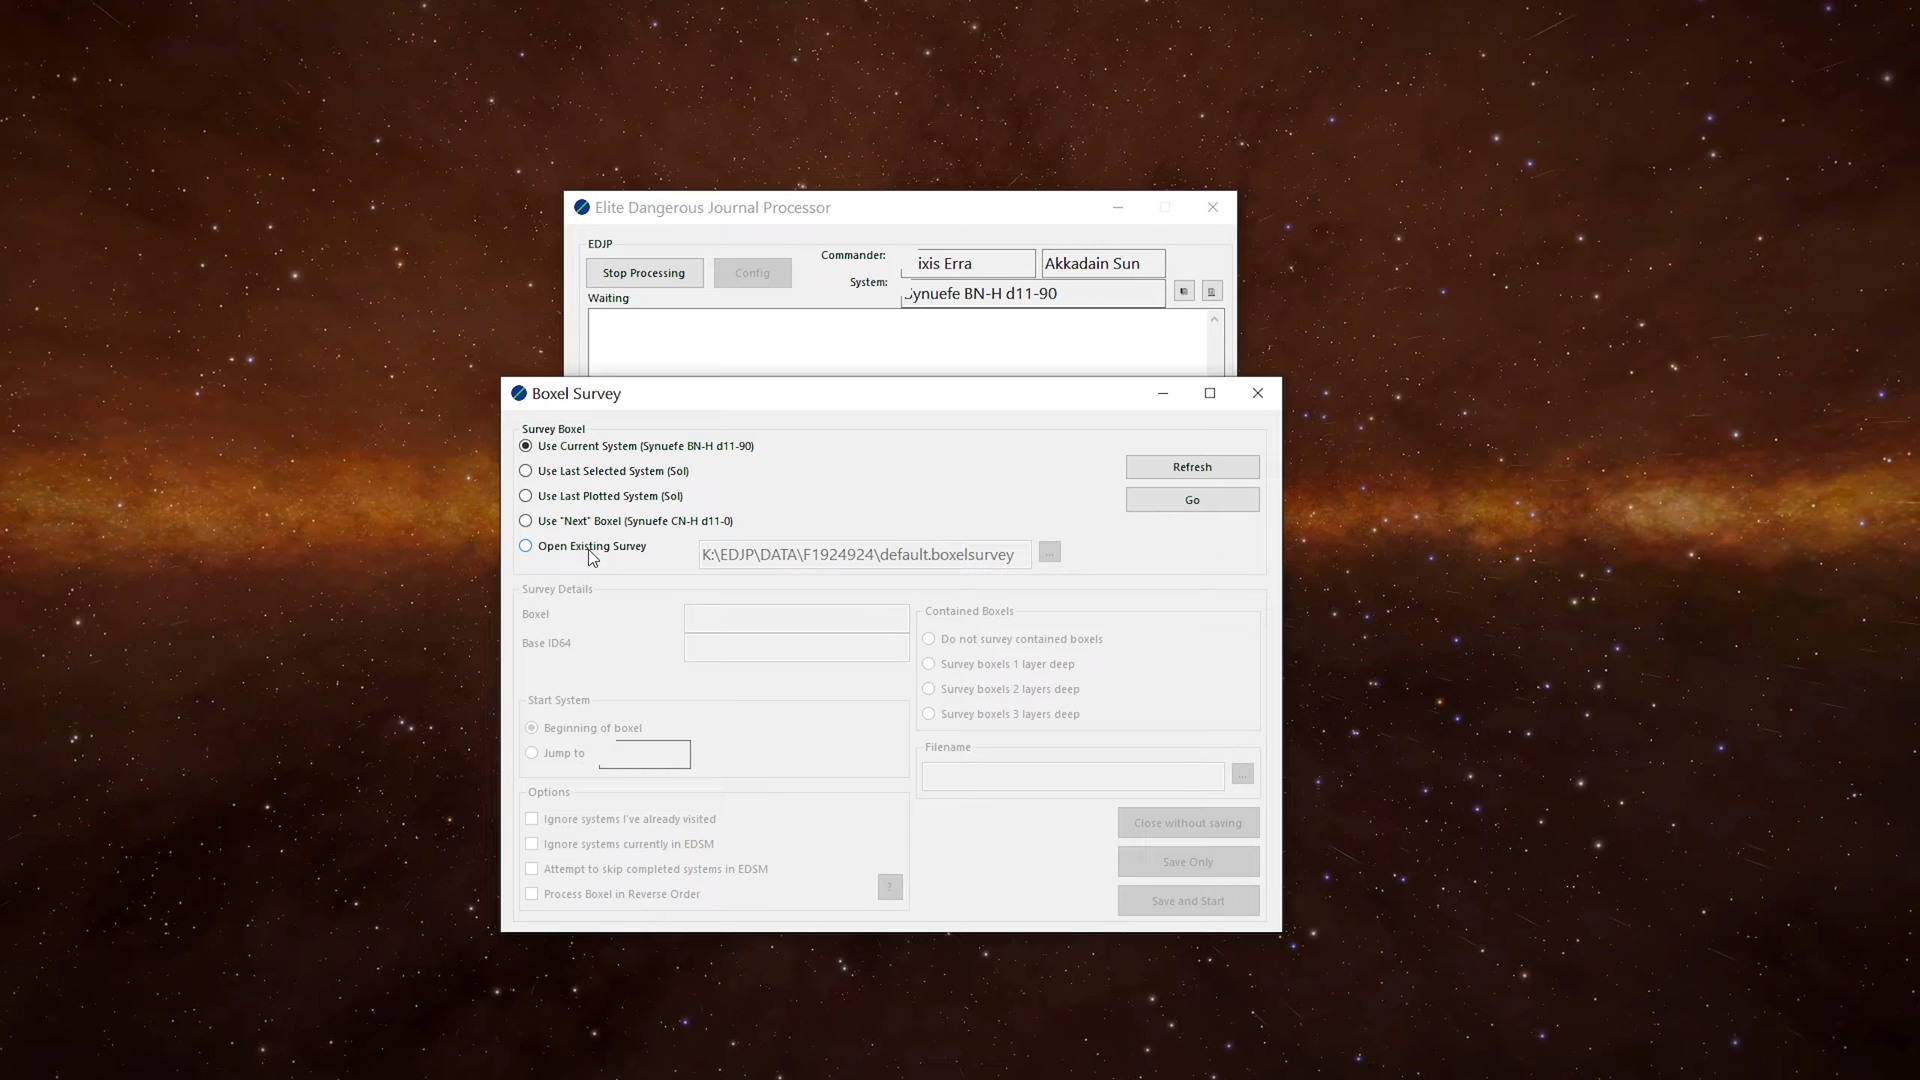 Elite Dangerous Journal Processor
EDJP
Commander:
ixis Erra
Akkadain Sun
Stop Processing
Config
System:
Synuefe BN-H d11-90
Waiting
Boxel Survey
Survey Boxel
Use Current System (Synuefe BN-H d11-90)
Use Last Selected System (Sol)
Refresh
Use Last Plotted System (Sol)
Go
Use "Next" Boxel (Synuefe CN-H d11-0)
Open Existing Survey
K:\EDJP\DATA\F1924924\default.boxelsurvey
...
Survey Details
Boxel
Base ID64
Contained Boxels
Do not survey contained boxels
Survey boxels 1 layer deep
Survey boxels 2 layers deep
Survey boxels 3 layers deep
Start System
Beginning of boxel
Jump to
Filename
...
Options
Ignore systems I've already visited
Ignore systems currently in EDSM
Attempt to skip completed systems in EDSM
Process Boxel in Reverse Order
?
Close without saving
Save Only
Save and Start